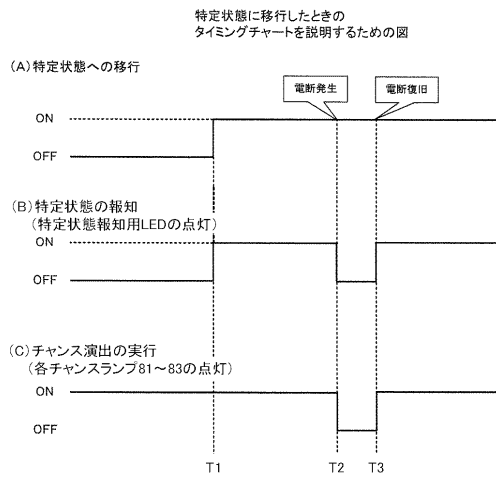 特定状態に移行したときの
タイミングチャートを説明するための図
(A)特定状態への移行
電断発生
電断復旧
ON
OFF
(B)特定状態の報知
(特定状態報知用LEDの点灯)
ON
OFF
(C)チャンス演出の実行
(各チャンスランプ81～83の点灯)
ON
OFF
T1 T2 T3